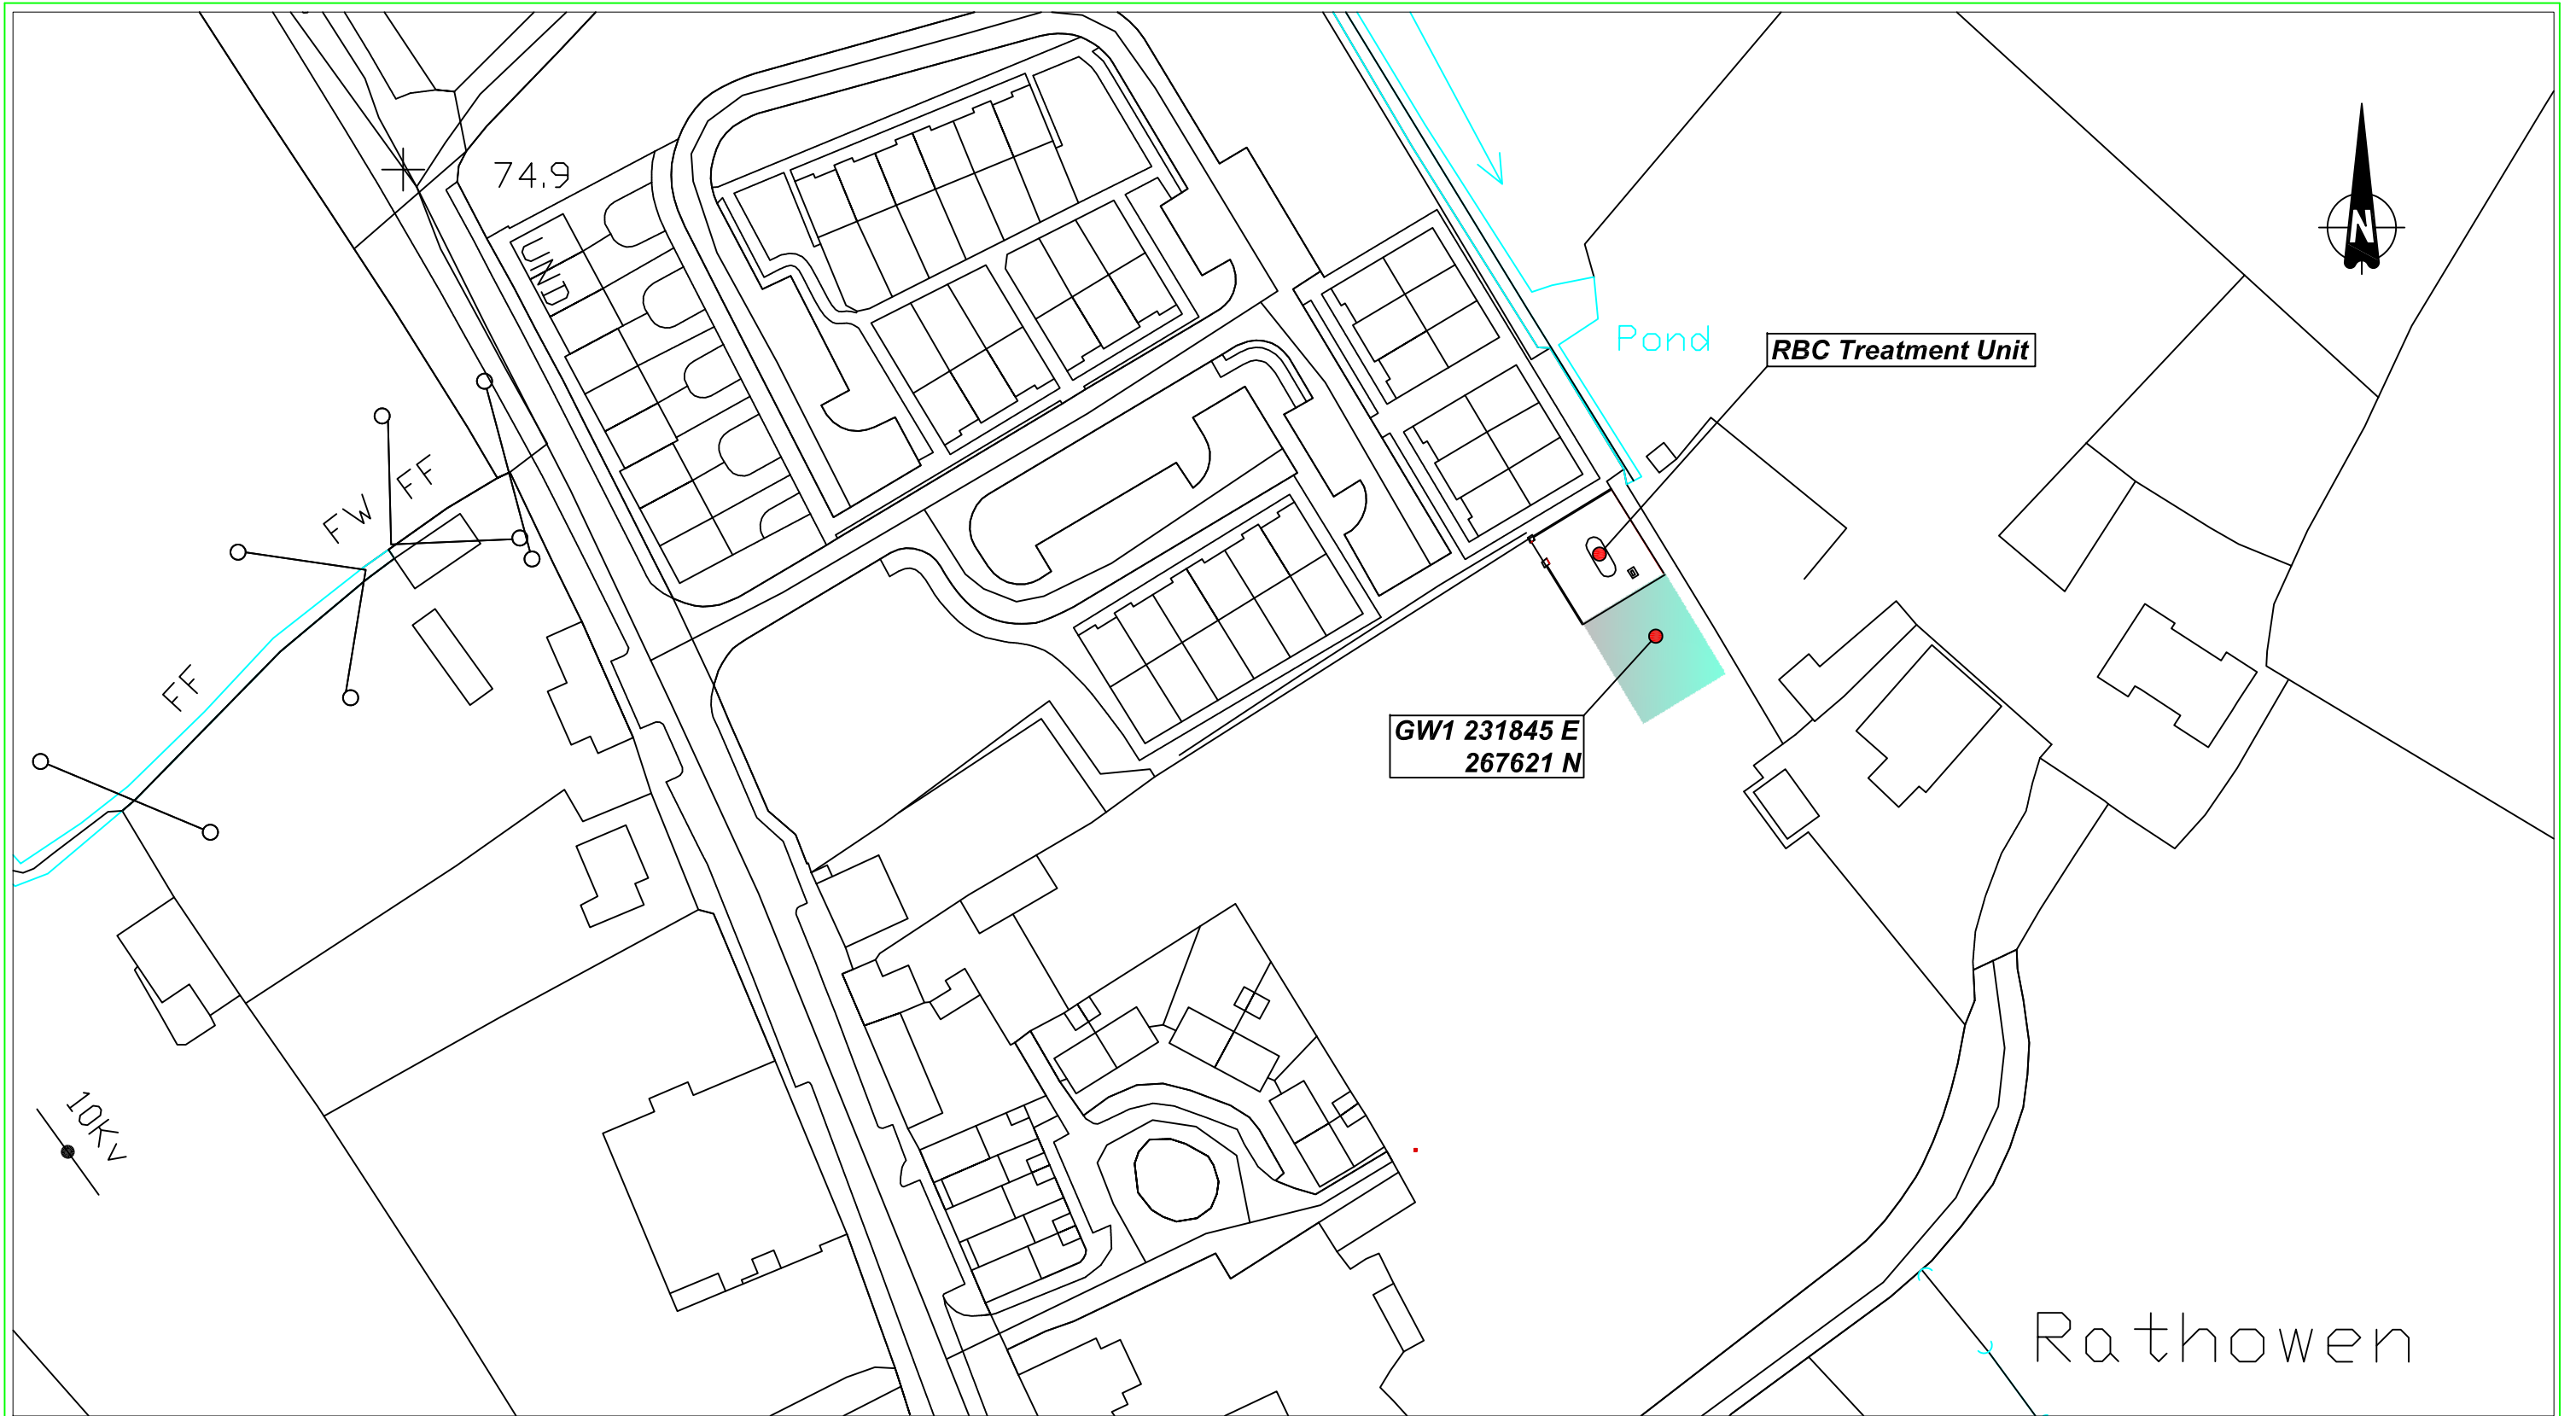 74.9
N
UND
Pond
RBC Treatment Unit
FW FF
FF
GW1 231845 E
267621 N
10Kv
Rathowen